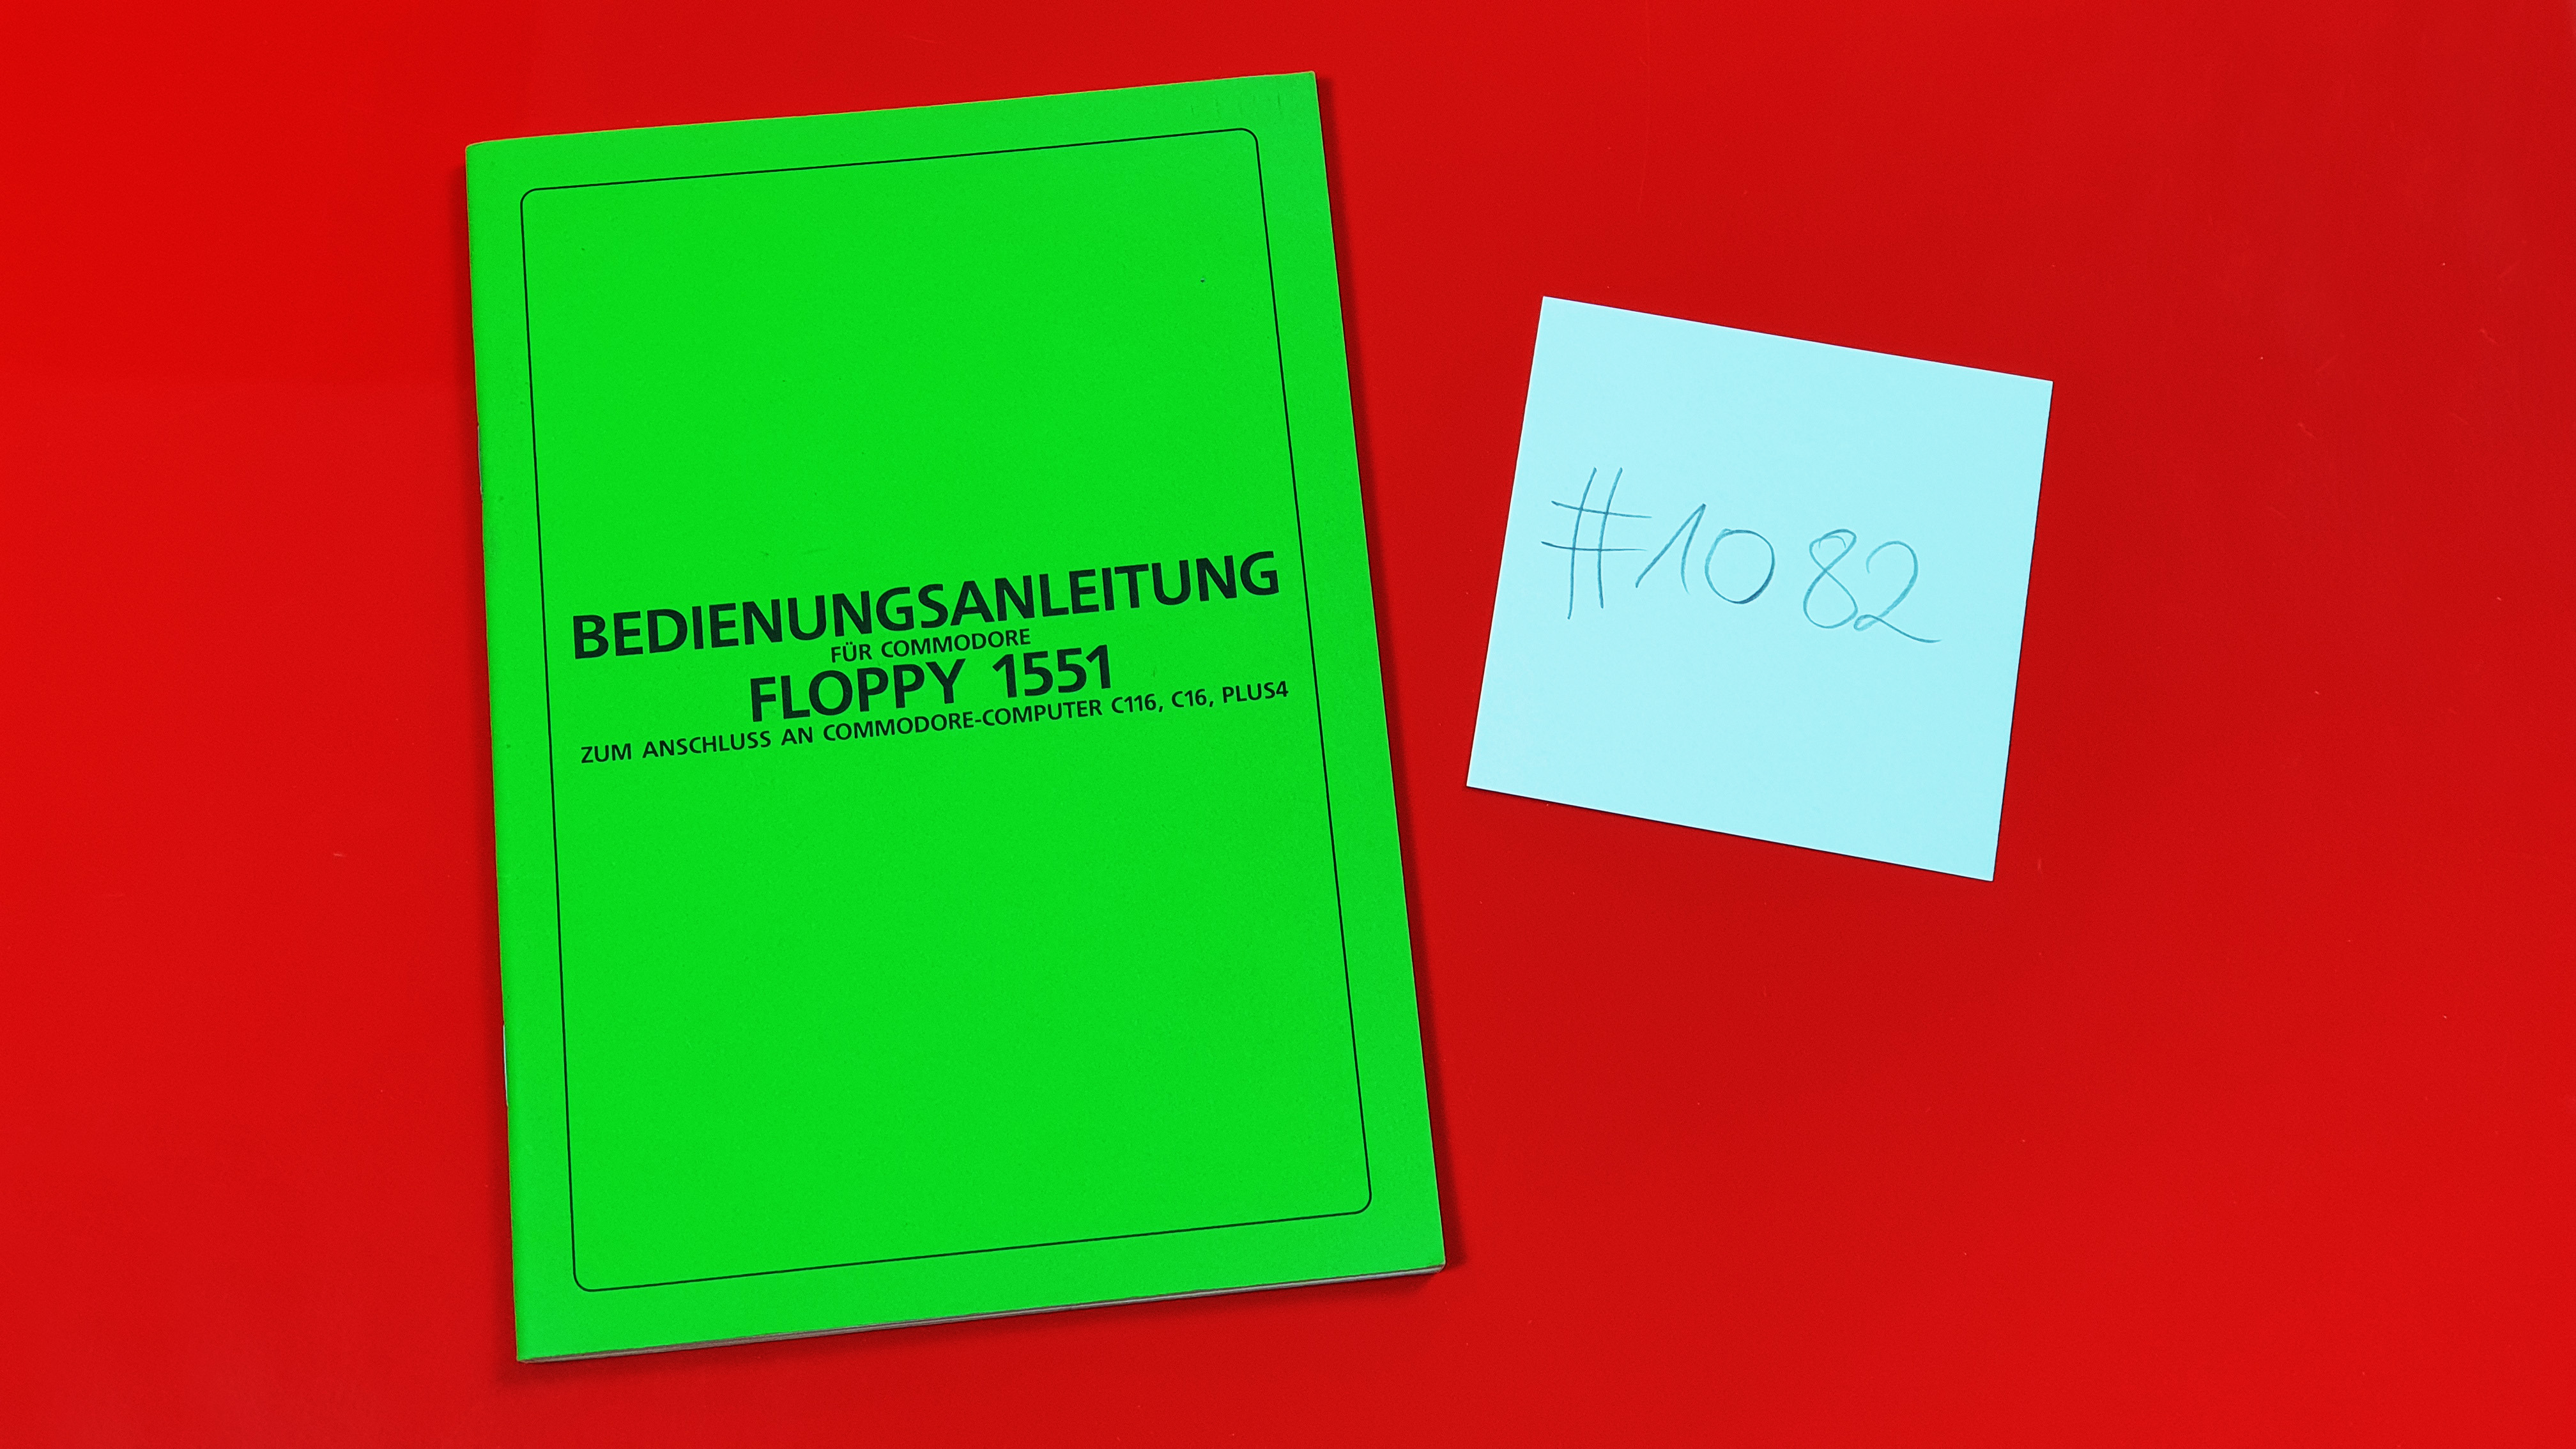 BEDIENUNGSANLEITUNG
FÜR COMMODORE
FLOPPY 1551
ZUM ANSCHLUSS AN COMMODORE-COMPUTER C116, C16, PLUS4
#1082